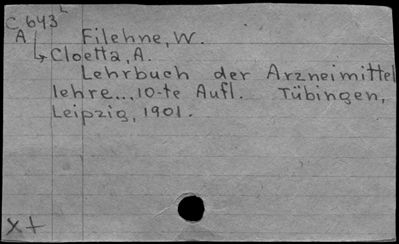 C 643 L
A. Filehne, W.
↳ Cloetta, A.
Lehrbuch der Arzneimittel
lehre... 10-te Aufl. Tübingen,
Leipzig, 1901.
X +